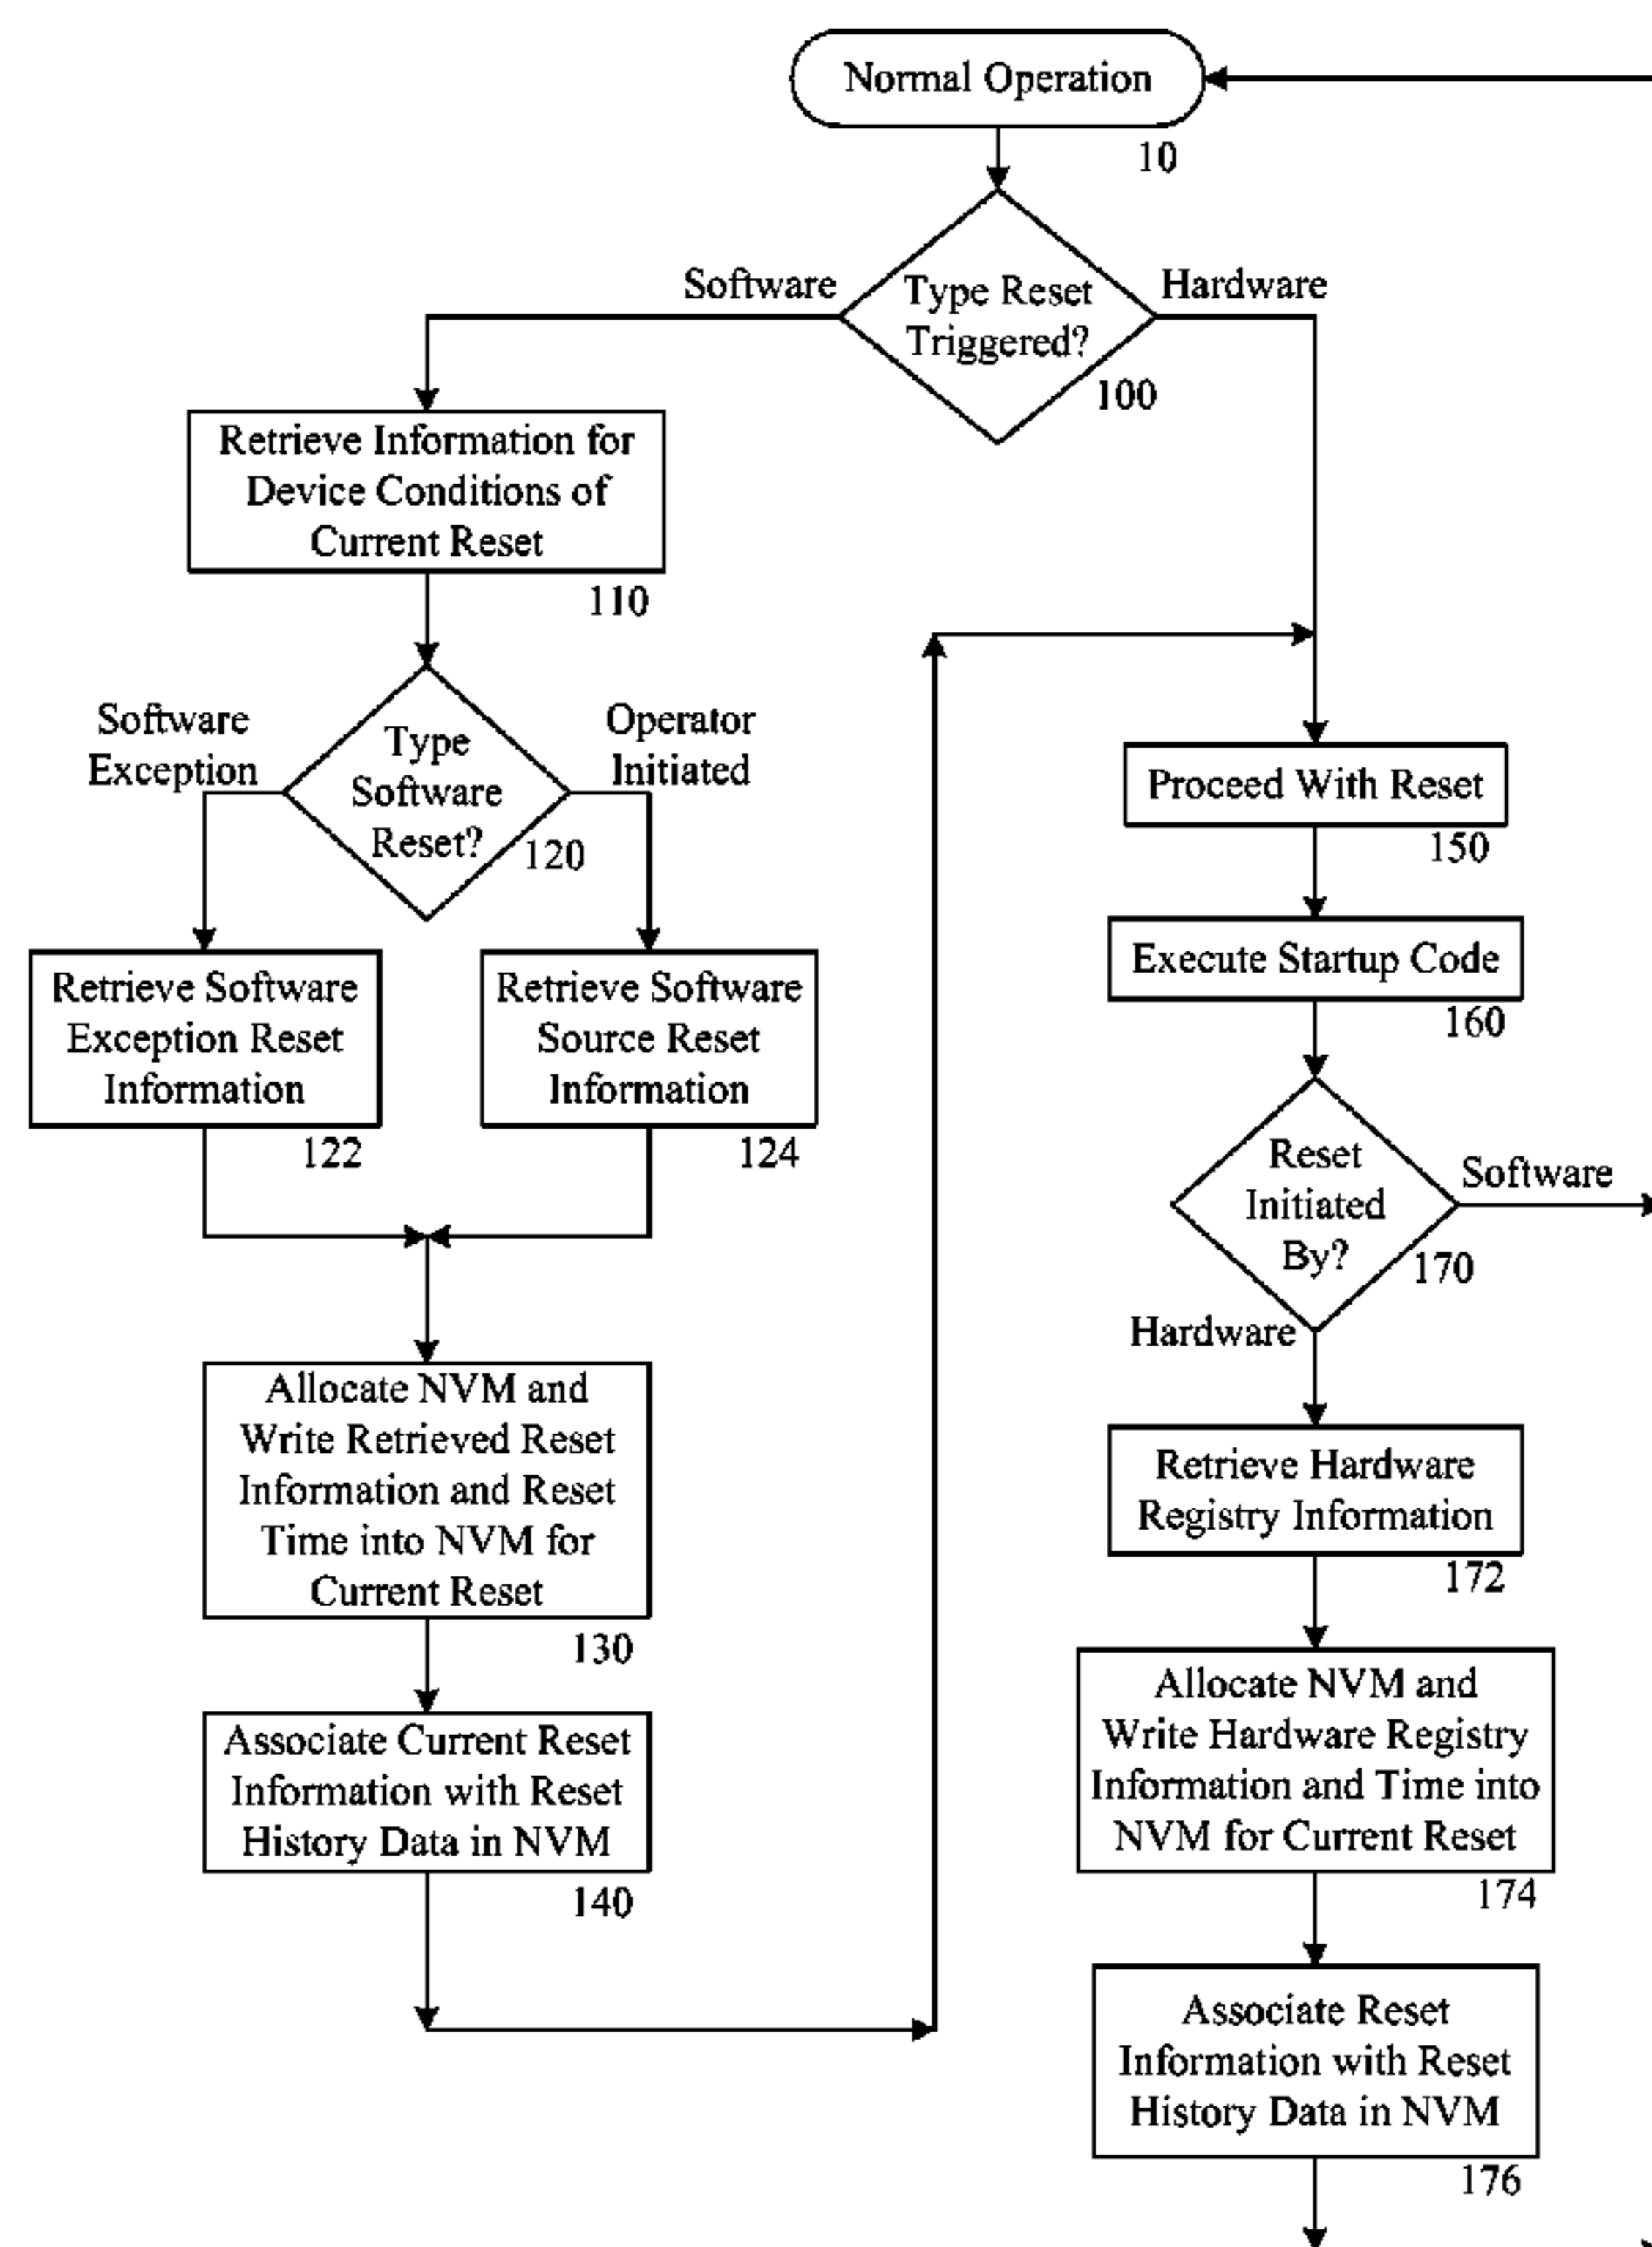 Normal Operation
10
Software
Type Reset
Triggered?
Hardware
100
Retrieve Information for
Device Conditions of
Current Reset
110
Software
Exception
Type
Software
Reset?
Operator
Initiated
120
Retrieve Software
Exception Reset
Information
122
Retrieve Software
Source Reset
Information
124
Allocate NVM and
Write Retrieved Reset
Information and Reset
Time into NVM for
Current Reset
130
Associate Current Reset
Information with Reset
History Data in NVM
140
Proceed With Reset
150
Execute Startup Code
160
Reset
Initiated
By?
Software
170
Hardware
Retrieve Hardware
Registry Information
172
Allocate NVM and
Write Hardware Registry
Information and Time into
NVM for Current Reset
174
Associate Reset
Information with Reset
History Data in NVM
176